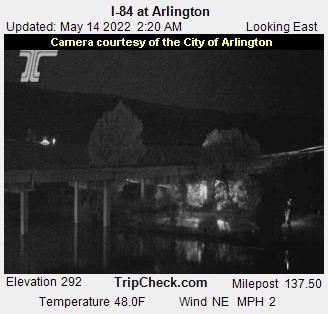 I-84 at Arlington
Updated: May 14 2022 2:20 AM Looking East
Camera courtesy of the City of Arlington
Elevation 292 TripCheck.com Milepost 137.50
Temperature 48.0F Wind NE MPH 2